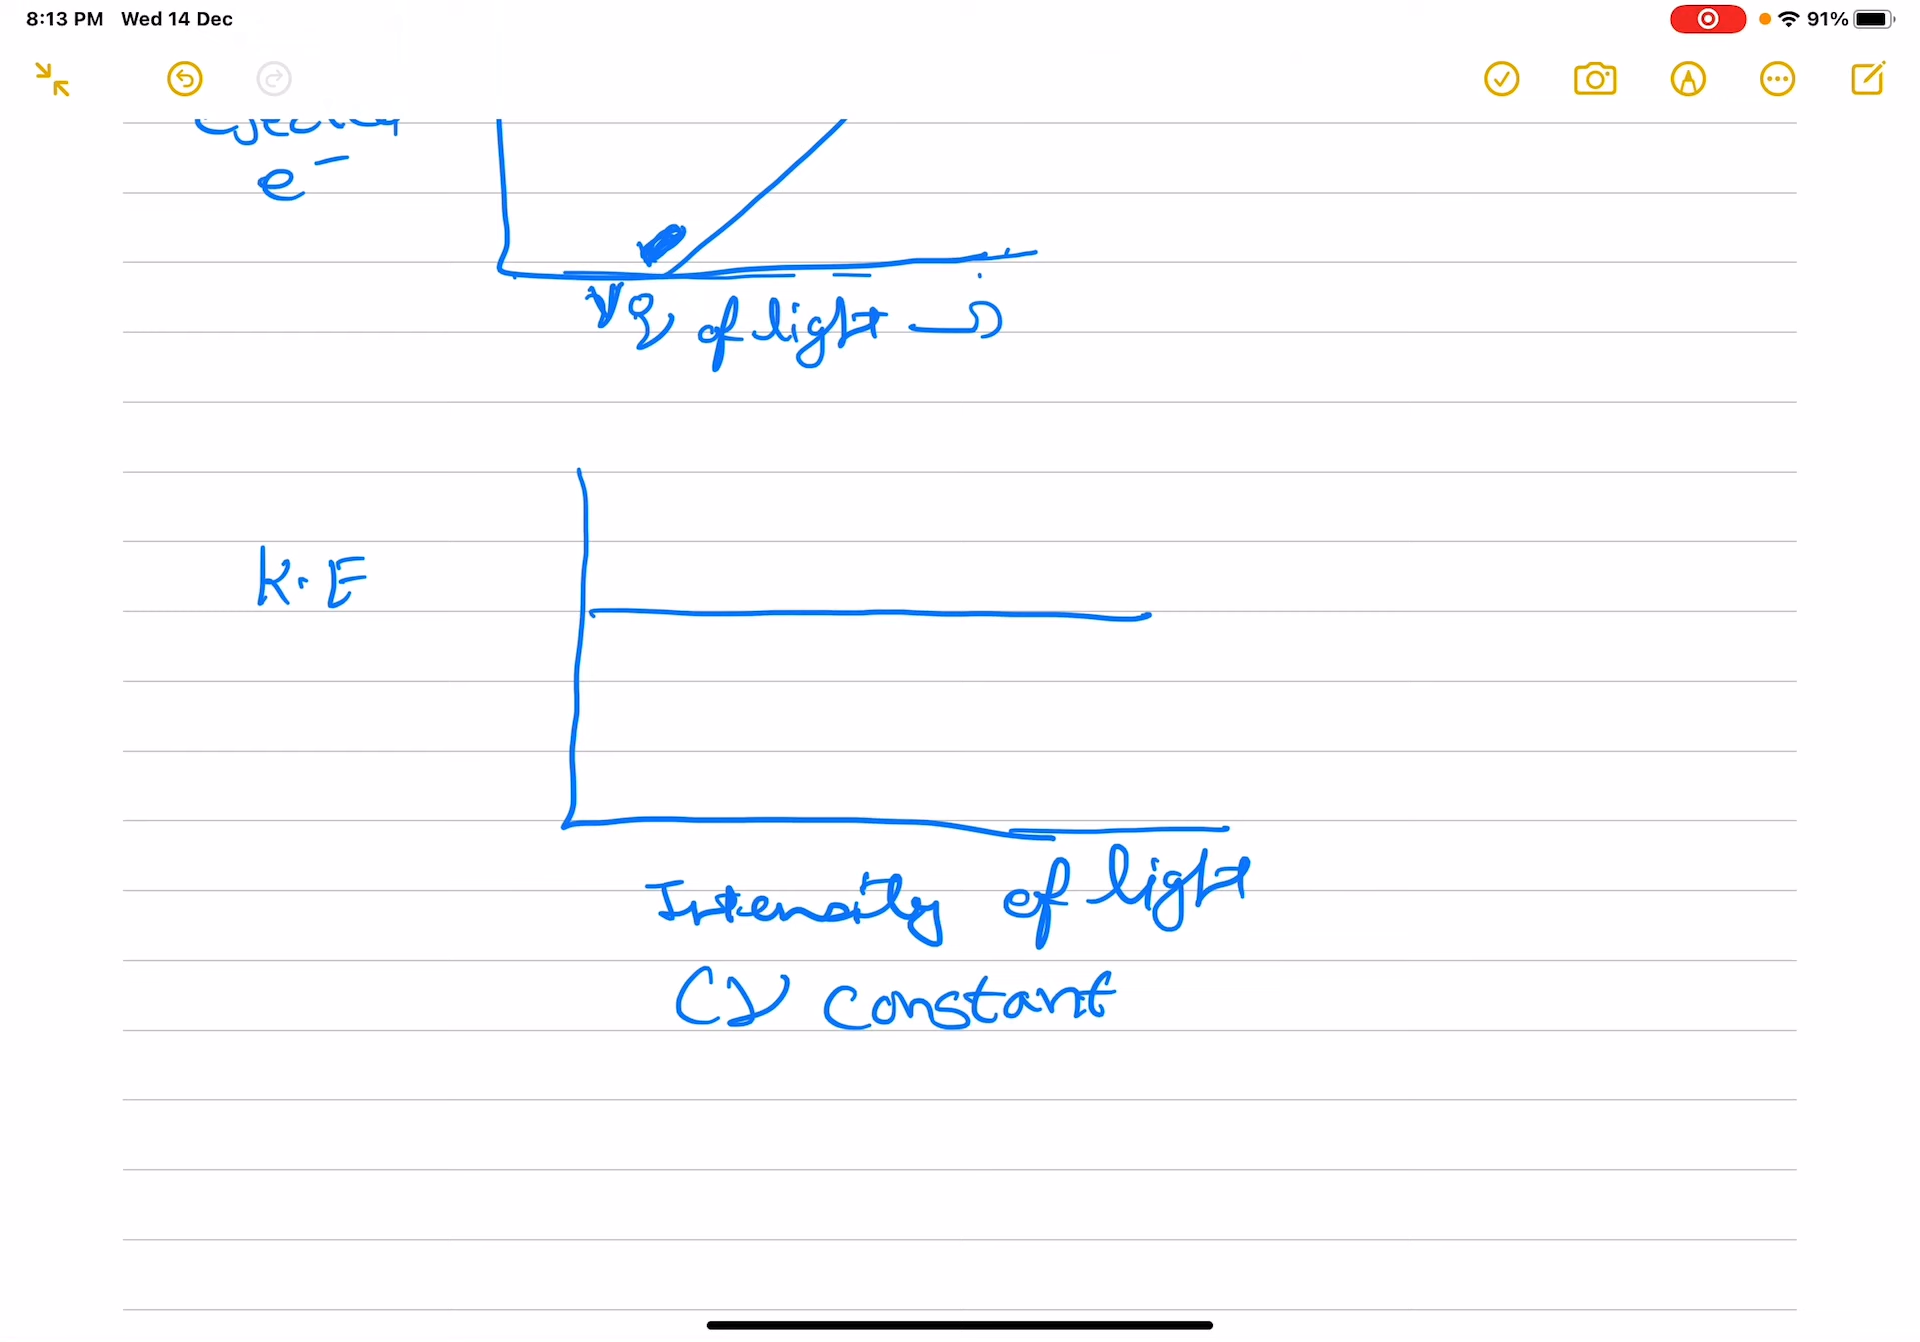 8:13 PM Wed 14 Dec
91%
e⁻
of light
K.E
Intensity of light
(ν constant